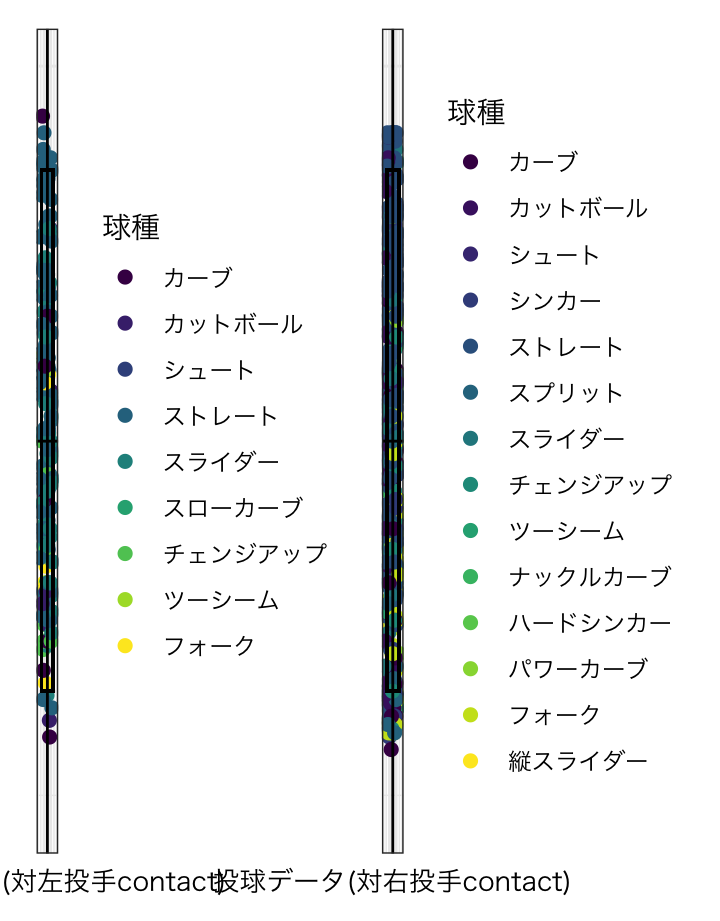 球種
カーブ
カットボール
シュート
ストレート
スライダー
スローカーブ
チェンジアップ
ツーシーム
フォーク
球種
カーブ
カットボール
シュート
シンカー
ストレート
スプリット
スライダー
チェンジアップ
ツーシーム
ナックルカーブ
ハードシンカー
パワーカーブ
フォーク
縦スライダー
(対左投手contact)
投球データ(対右投手contact)